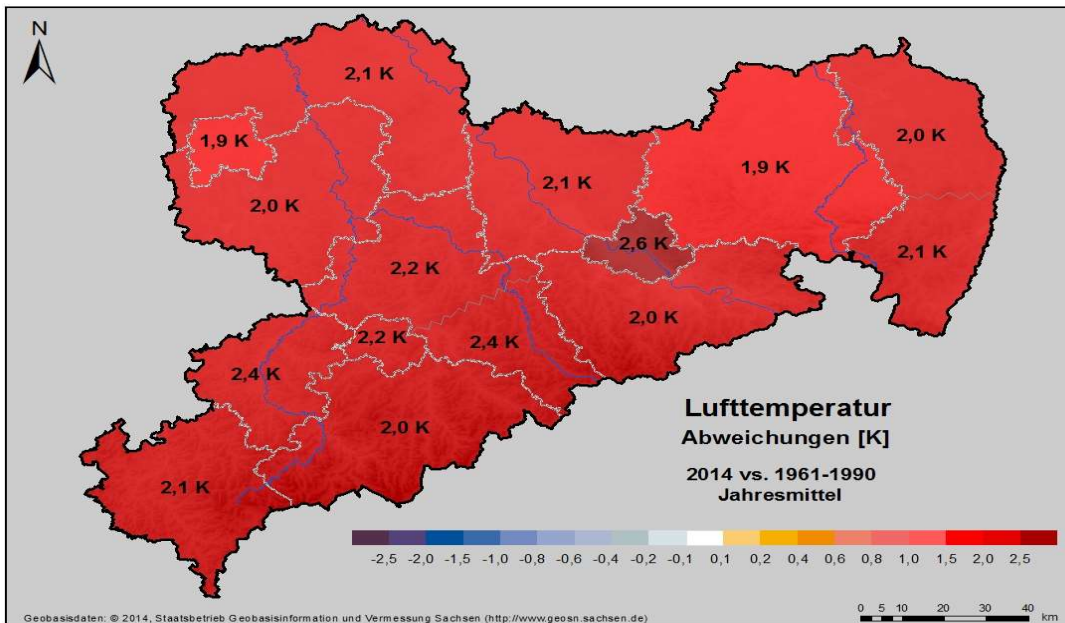 N
2,1 K
1,9 K
2,0 K
2,1 K
1,9 K
2,0 K
2,6 K
2,1 K
2,2 K
2,0 K
2,2 K
2,4 K
2,4 K
2,0 K
2,1 K
Lufttemperatur
Abweichungen [K]
2014 vs. 1961-1990
Jahresmittel
-2,5 -2,0 -1,5 -1,0 -0,8 -0,6 -0,4 -0,2 -0,1 0,1 0,2 0,4 0,6 0,8 1,0 1,5 2,0 2,5
Geobasisdaten: © 2014, Staatsbetrieb Geobasisinformation und Vermessung Sachsen (http://www.geosn.sachsen.de)
0 5 10 20 30 40 km